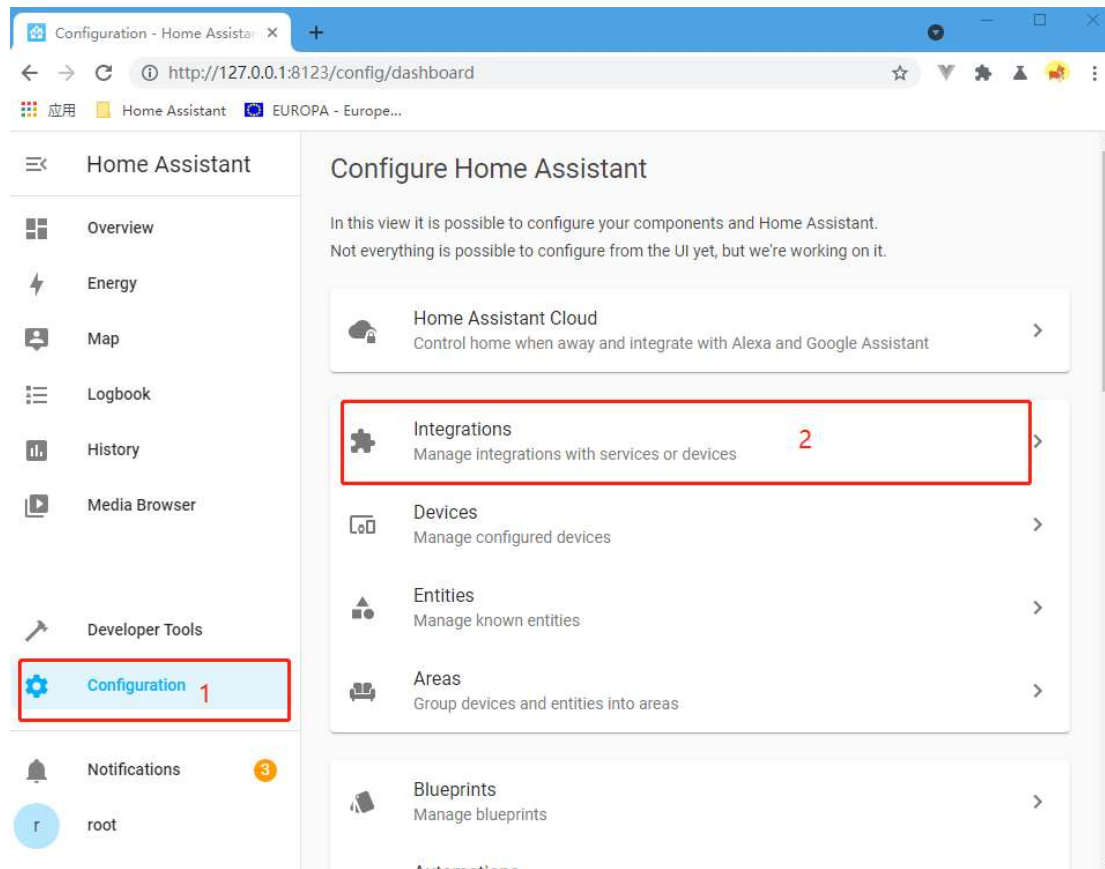 Configuration - Home Assistar
http://127.0.0.1:8123/config/dashboard
应用 Home Assistant EUROPA - Europe...
Home Assistant
Overview
Energy
Map
Logbook
History
Media Browser
Developer Tools
Configuration 1
Notifications 3
r root
Configure Home Assistant
In this view it is possible to configure your components and Home Assistant.
Not everything is possible to configure from the UI yet, but we're working on it.
Home Assistant Cloud
Control home when away and integrate with Alexa and Google Assistant
Integrations
Manage integrations with services or devices 2
Devices
Manage configured devices
Entities
Manage known entities
Areas
Group devices and entities into areas
Blueprints
Manage blueprints